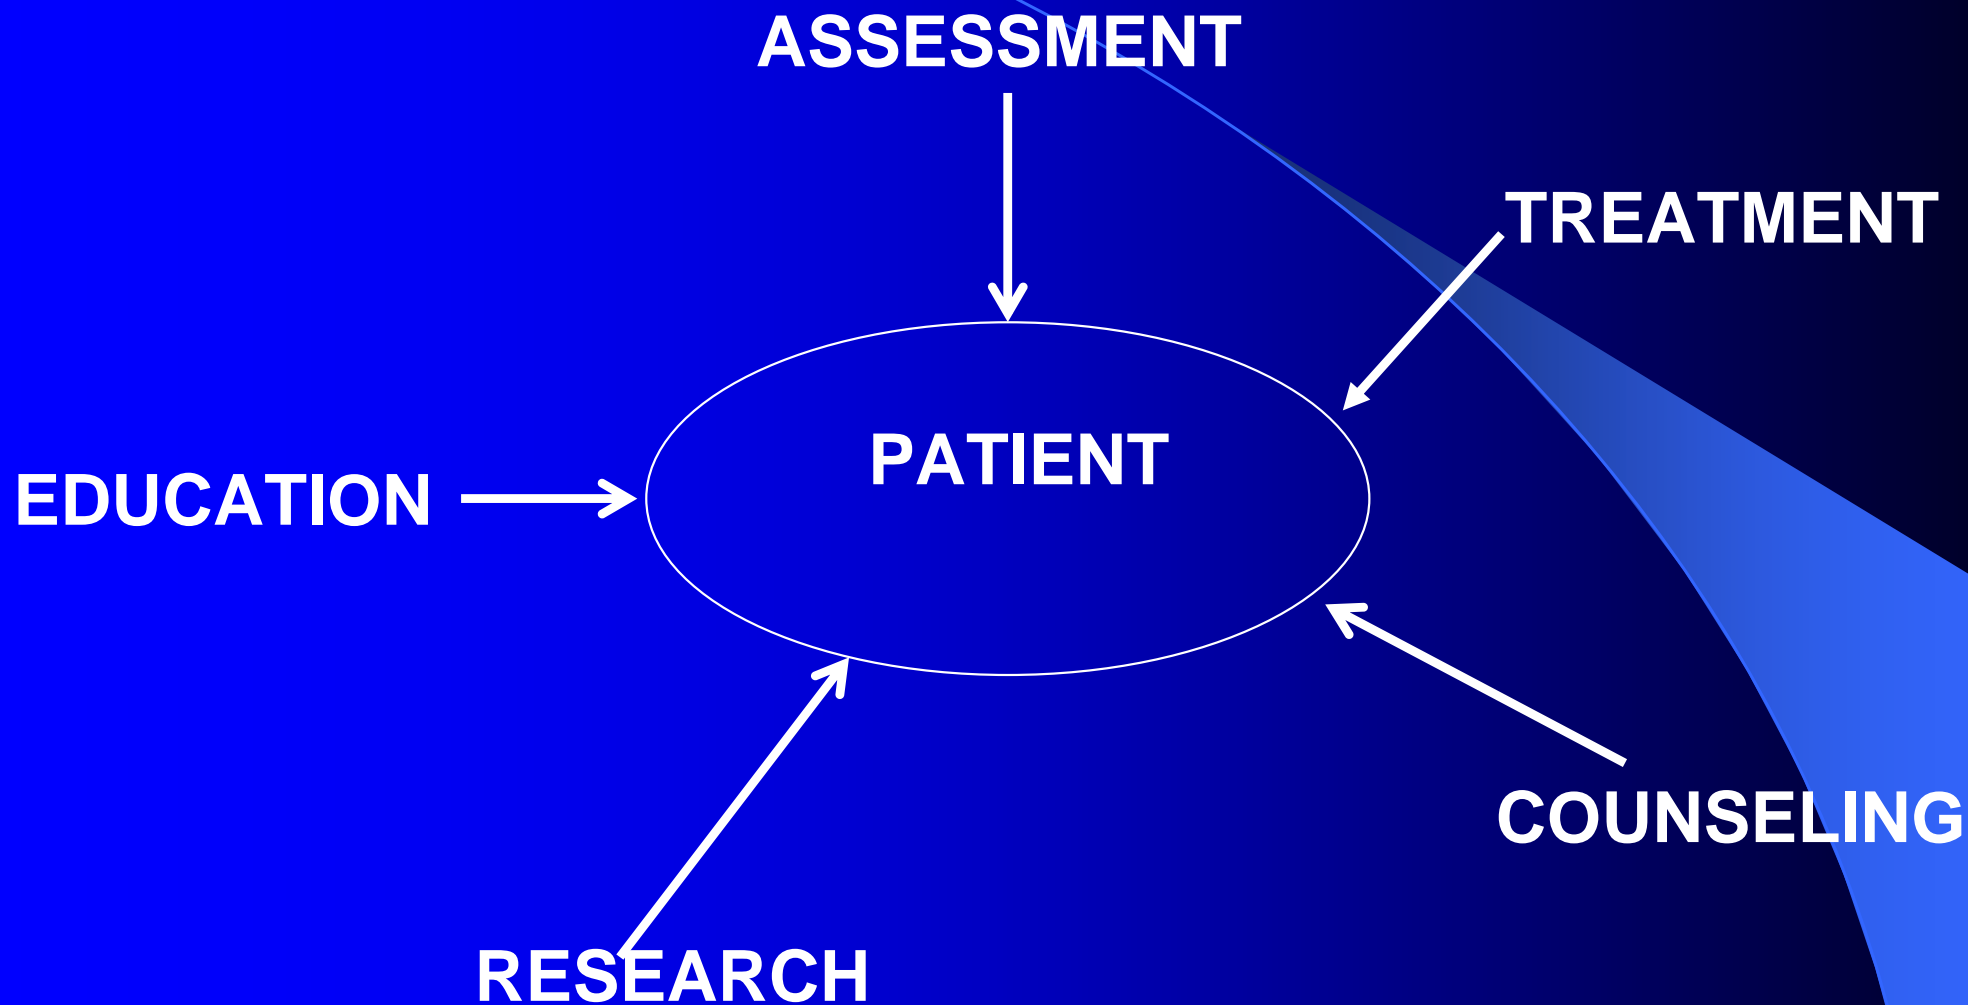 ASSESSMENT
TREATMENT
PATIENT
EDUCATION
COUNSELING
RESEARCH